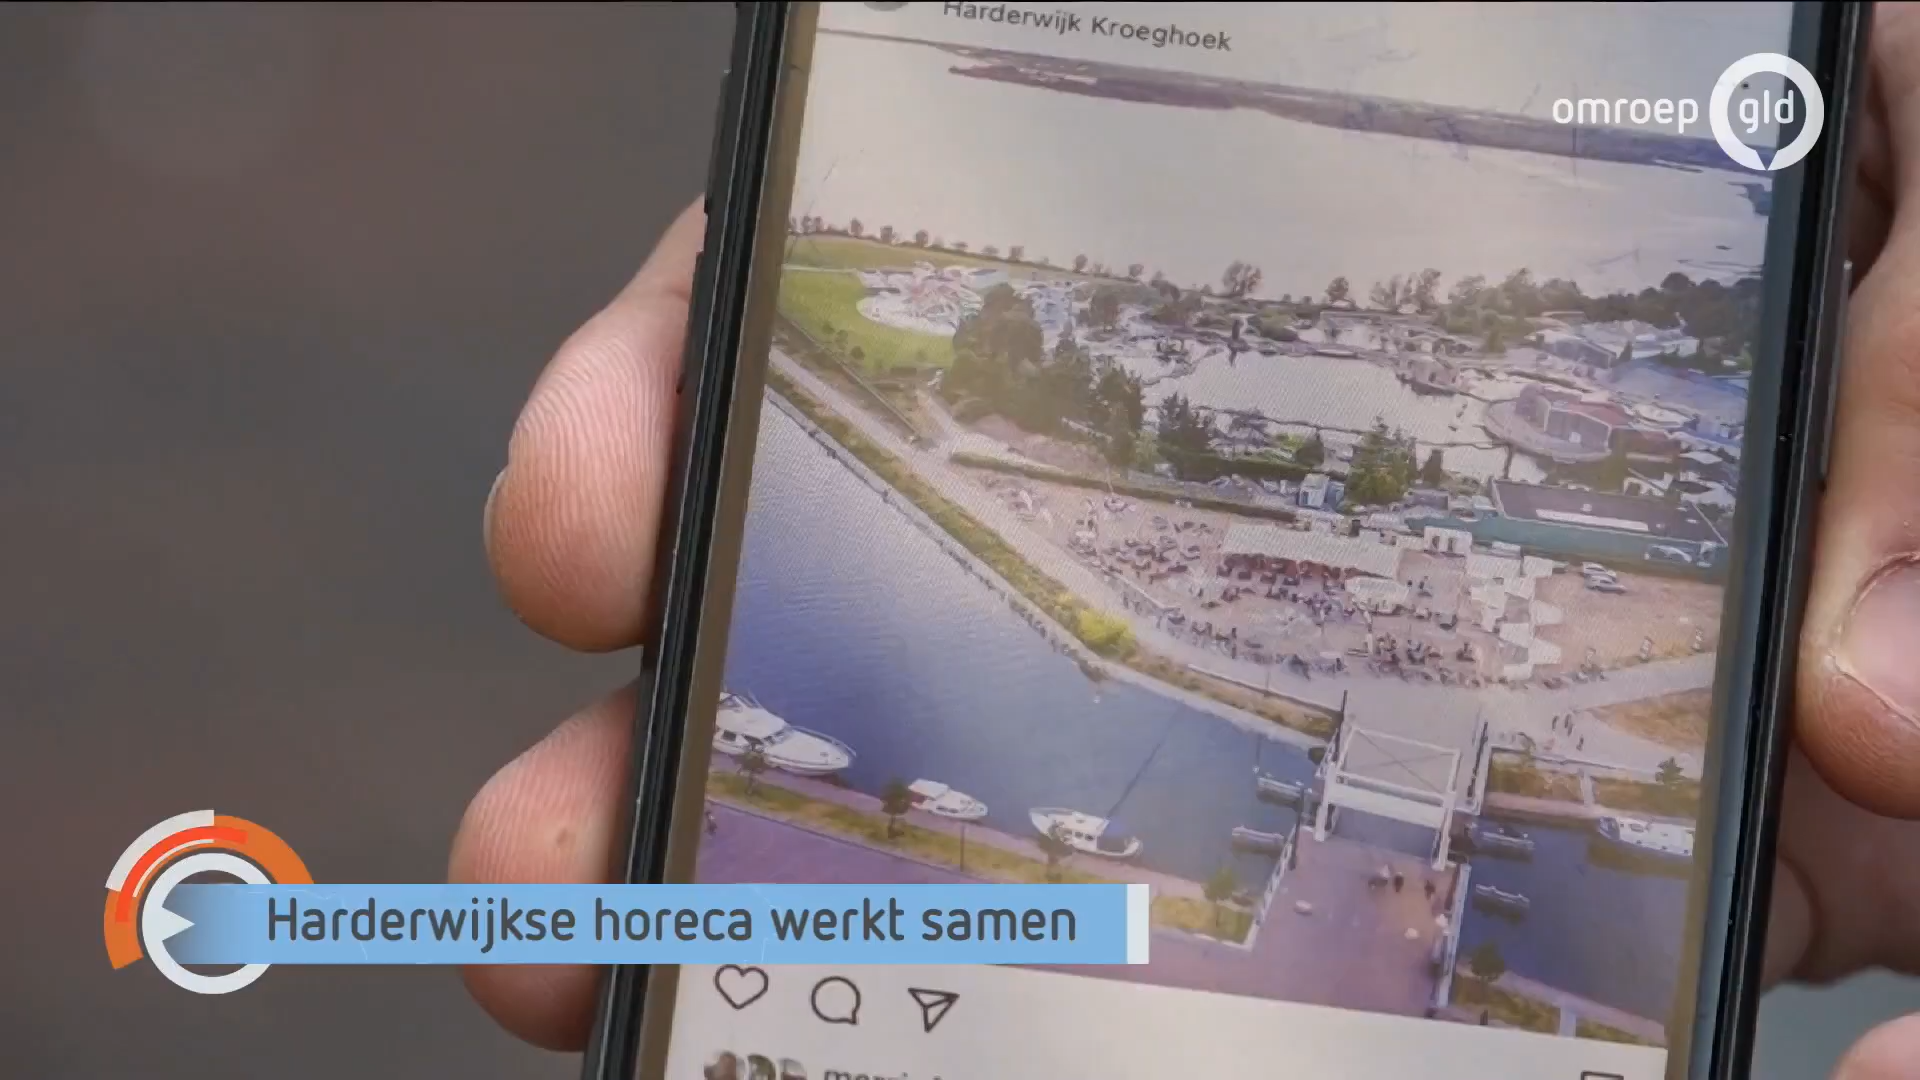 Harderwijk Kroeghoek
omroep gld
Harderwijkse horeca werkt samen